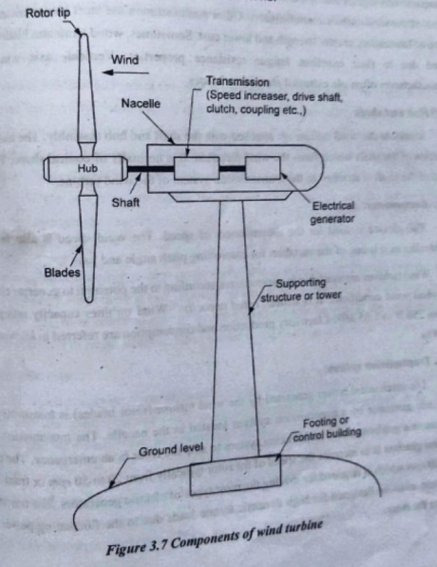 Rotor tip
Wind
Transmission
(Speed increaser, drive shaft,
clutch, coupling etc.,)
Nacelle
Hub
Shaft
Electrical
generator
Blades
Supporting
structure or tower
Footing or
control building
Ground level
Figure 3.7 Components of wind turbine